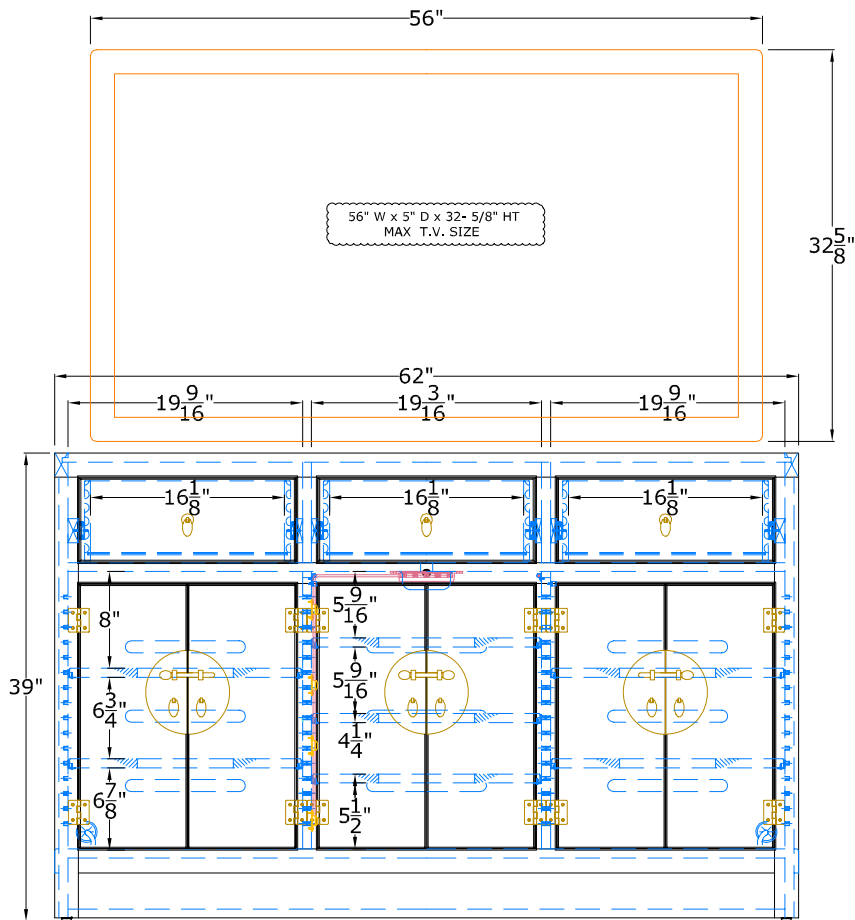 56"
56" W x 5" D x 32- 5/8" HT
MAX T.V. SIZE
32 5/8"
62"
19 9/16" 19 3/16" 19 9/16"
16 1/8" 16 1/8" 16 1/8"
39"
8"
6 3/4"
6 7/8"
5 9/16"
5 9/16"
4 1/4"
5 1/2"